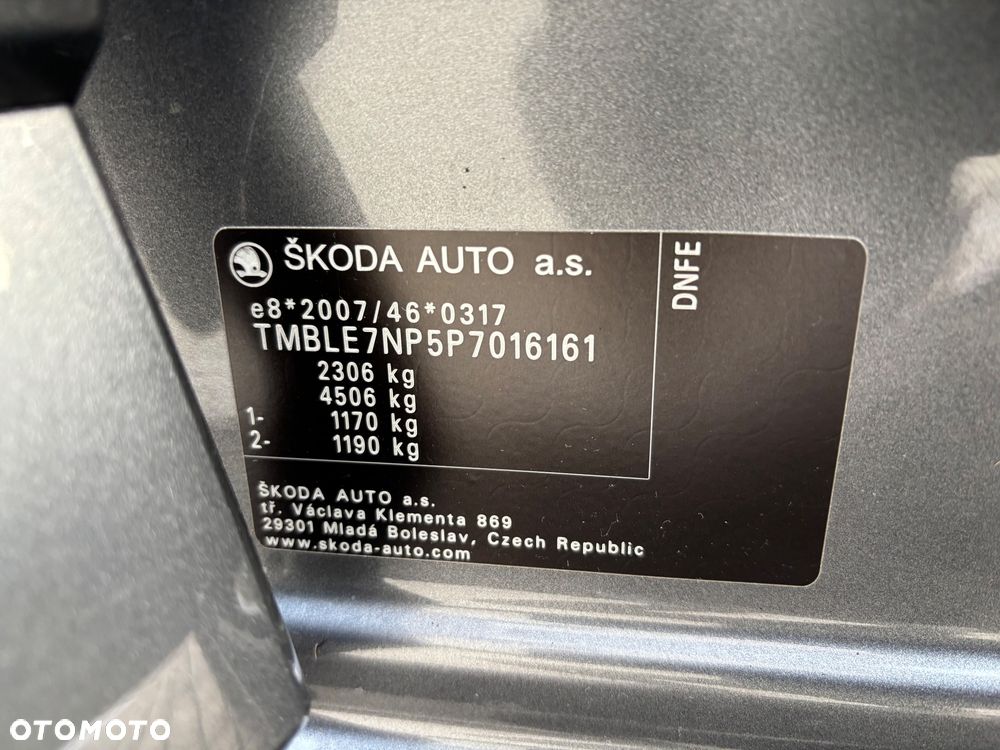 ŠKODA AUTO a.s.
e8*2007/46*0317
TMBLE7NP5P7016161
2306 kg
4506 kg
1- 1170 kg
2- 1190 kg
DNFE
ŠKODA AUTO a.s.
tř. Václava Klementa 869
29301 Mladá Boleslav, Czech Republic
www.skoda-auto.com
OTOMOTO